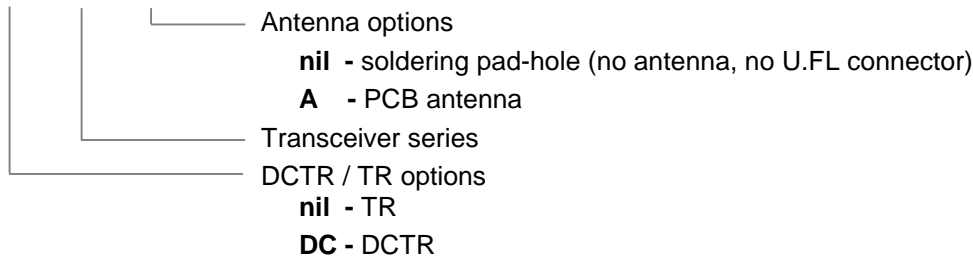 Antenna options
nil - soldering pad-hole (no antenna, no U.FL connector)
A - PCB antenna
Transceiver series
DCTR / TR options
nil - TR
DC - DCTR